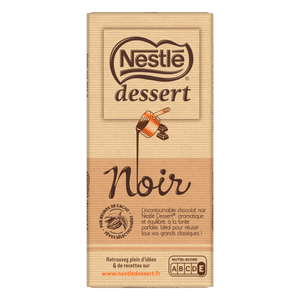 Nestlé
dessert
Noir
L'incontournable chocolat noir
Nestlé Dessert®, aromatique
et équilibré, à la fonte
parfaite. Idéal pour réussir
tous vos grands classiques !
Retrouvez plein d'idées
& de recettes sur
www.nestledessert.fr
NUTRI-SCORE
A B C D E